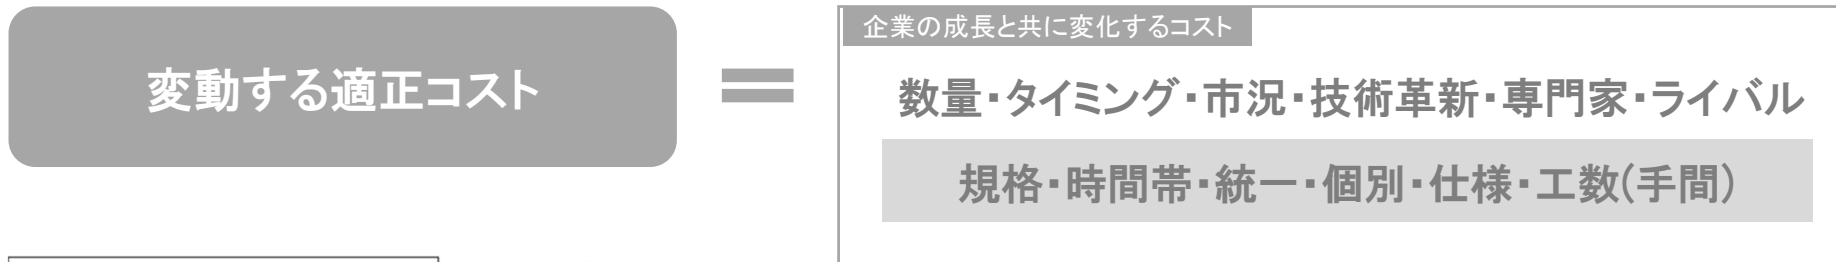 変動する適正コスト
＝
企業の成長と共に変化するコスト
数量・タイミング・市況・技術革新・専門家・ライバル
規格・時間帯・統一・個別・仕様・工数(手間)